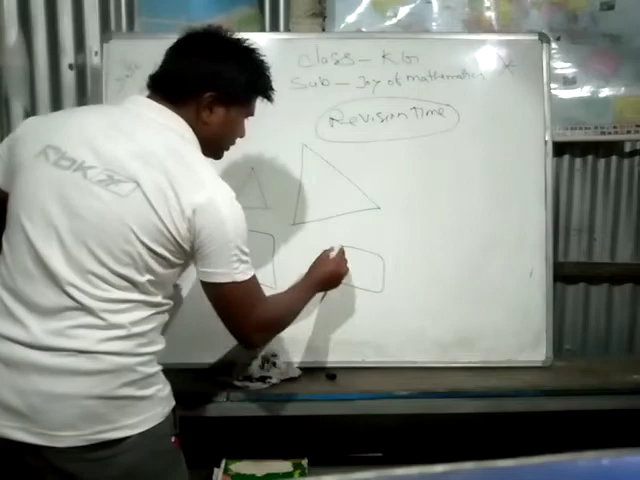 Class - KG
Sub - Joy of mathematics
Revision Time
RbK